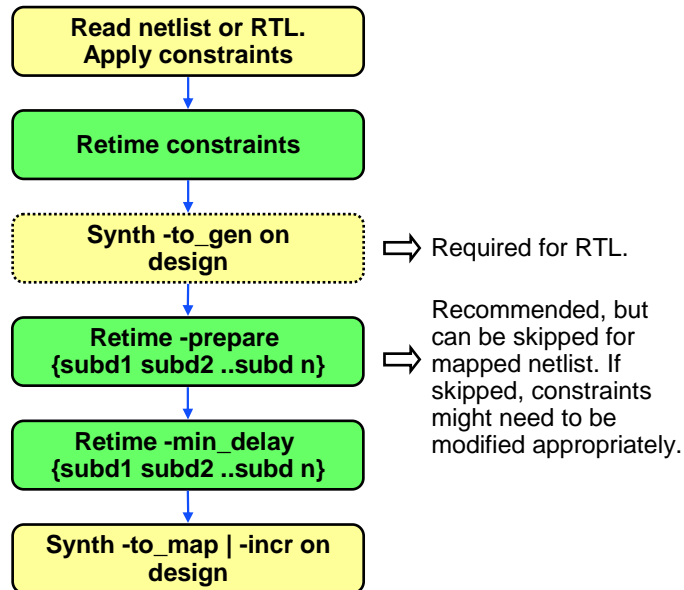 Read netlist or RTL.
Apply constraints
Retime constraints
Synth -to_gen on
design
Required for RTL.
Retime -prepare
{subd1 subd2 ..subd n}
Recommended, but
can be skipped for
mapped netlist. If
skipped, constraints
might need to be
modified appropriately.
Retime -min_delay
{subd1 subd2 ..subd n}
Synth -to_map | -incr on
design